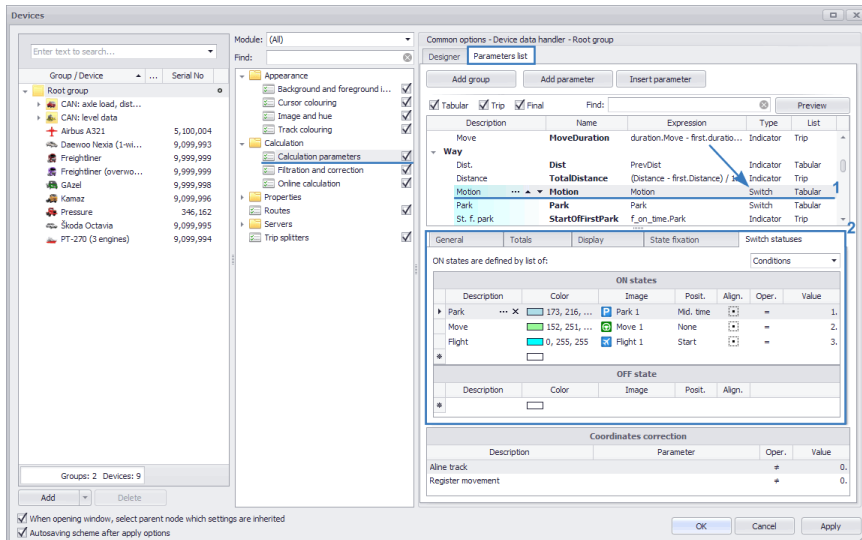 Devices
Enter text to search...
Group / Device ... Serial No
Root group
CAN: axle load, dist...
CAN: level data
Airbus A321 5,100,004
Daewoo Nexia (1-wi... 9,099,993
Freightliner 9,999,999
Freightliner (overwo... 9,999,999
GAzel 9,999,998
Kamaz 9,099,996
Pressure 346,162
Škoda Octavia 9,099,995
PT-270 (3 engines) 9,099,994
Groups: 2 Devices: 9
Add Delete
When opening window, select parent node which settings are inherited
Autosaving scheme after apply options
Module: (All)
Find:
Appearance
Background and foreground i...
Cursor colouring
Image and hue
Track colouring
Calculation
Calculation parameters
Filtration and correction
Online calculation
Properties
Routes
Servers
Trip splitters
Common options - Device data handler - Root group
Designer Parameters list
Add group Add parameter Insert parameter
Tabular Trip Final Find: Preview
Description Name Expression Type List
Move MoveDuration duration.Move - first.duratio... Indicator Trip
Way
Dist. Dist PrevDist Indicator Tabular
Distance TotalDistance (Distance - first.Distance) / 1 Indicator Trip
Motion ... Motion Motion Switch Tabular 1
Park Park Park Switch Tabular
St. f. park StartOfFirstPark f_on_time.Park Indicator Trip
2
General Totals Display State fixation Switch statuses
ON states are defined by list of: Conditions
ON states
Description Color Image Posit. Align. Oper. Value
Park ... 173, 216, ... P Park 1 Mid. time = 1.
Move 152, 251, ... Move 1 None = 2.
Flight 0, 255, 255 Flight 1 Start = 3.
OFF state
Description Color Image Posit. Align.
Coordinates correction
Description Parameter Oper. Value
Aline track ≠ 0.
Register movement ≠ 0.
OK Cancel Apply